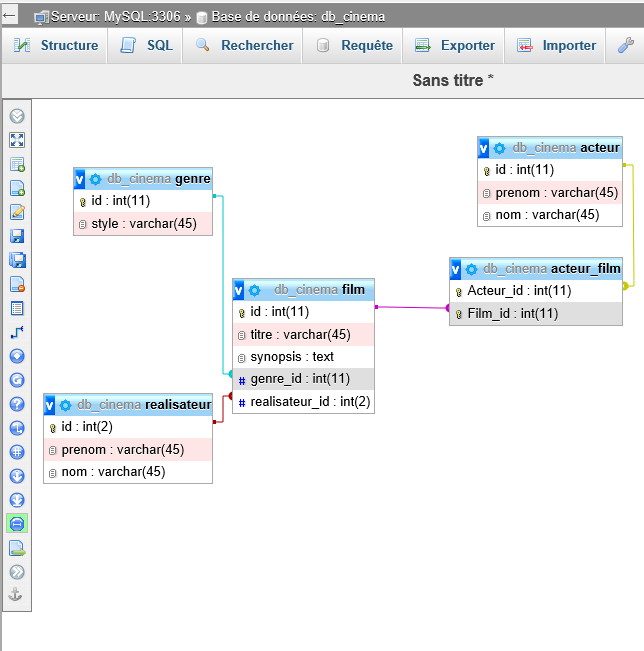 Serveur: MySQL:3306 » Base de données: db_cinema
Structure SQL Rechercher Requête Exporter Importer
Sans titre *
v db_cinema acteur
id : int(11)
prenom : varchar(45)
nom : varchar(45)
v db_cinema genre
id : int(11)
style : varchar(45)
v db_cinema acteur_film
Acteur_id : int(11)
Film_id : int(11)
v db_cinema film
id : int(11)
titre : varchar(45)
synopsis : text
# genre_id : int(11)
# realisateur_id : int(2)
v db_cinema realisateur
id : int(2)
prenom : varchar(45)
nom : varchar(45)